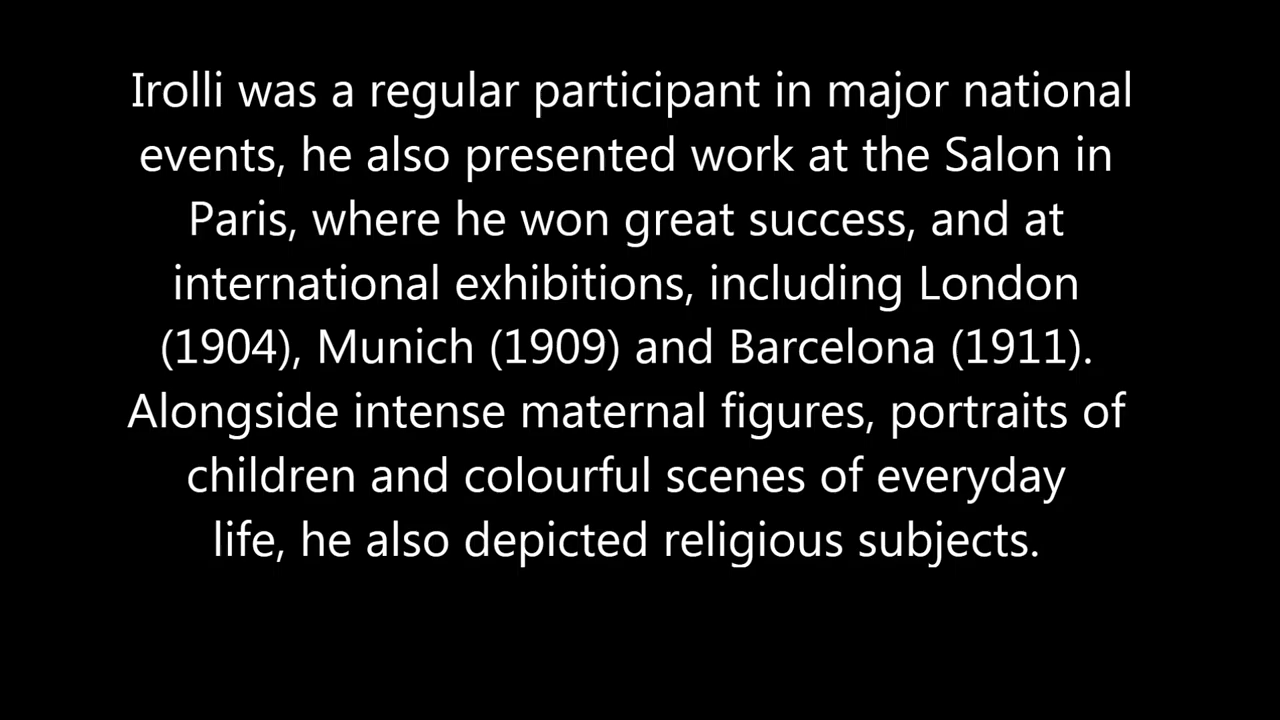 Irolli was a regular participant in major national
events, he also presented work at the Salon in
Paris, where he won great success, and at
international exhibitions, including London
(1904), Munich (1909) and Barcelona (1911).
Alongside intense maternal figures, portraits of
children and colourful scenes of everyday
life, he also depicted religious subjects.